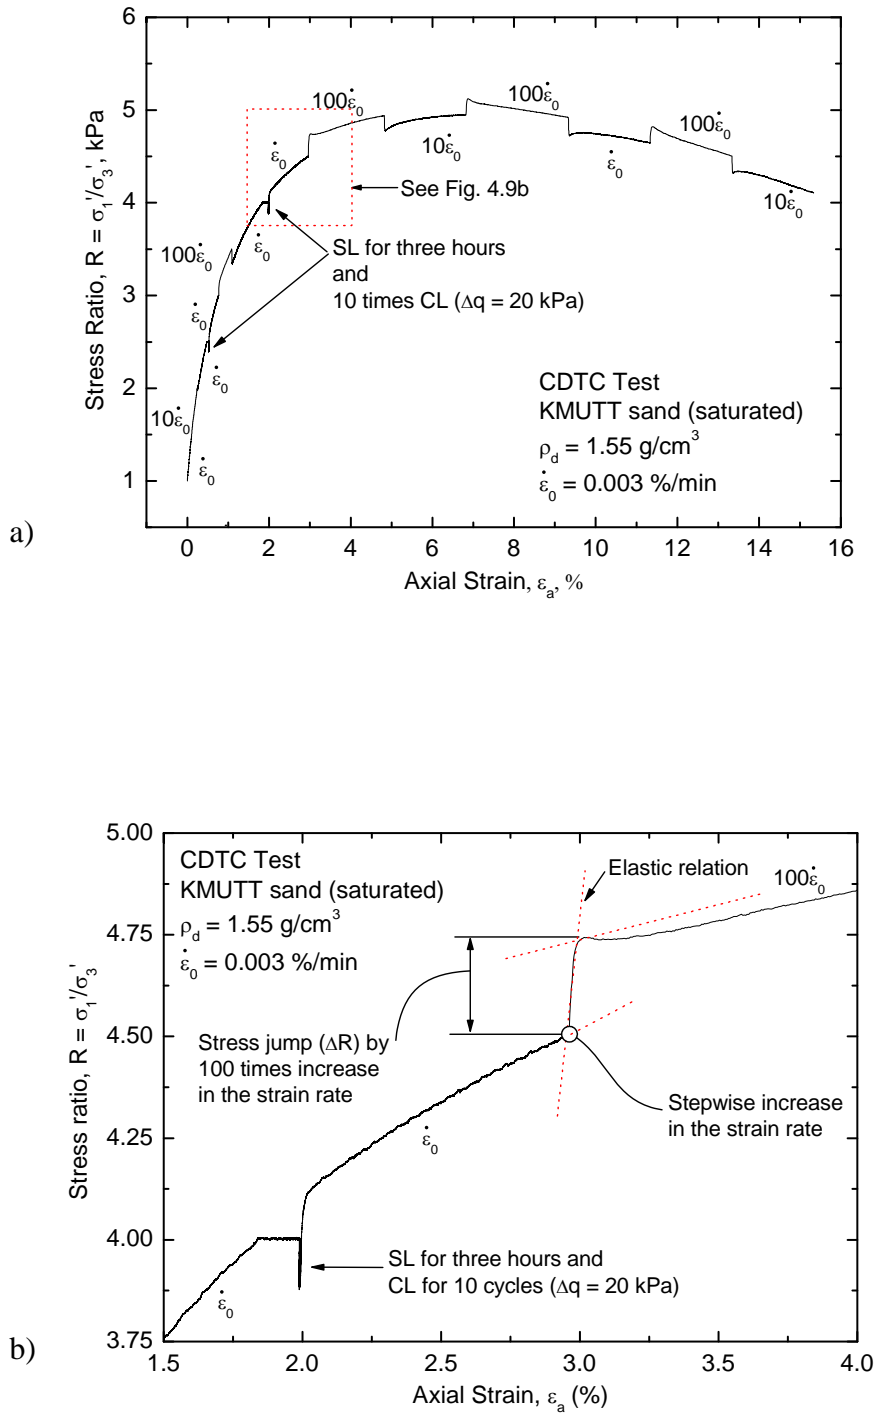 6
5
4
3
2
1
Stress Ratio, R = σ₁'/σ₃', kPa
100ε̇₀
100ε̇₀
100ε̇₀
10ε̇₀
ε̇₀
ε̇₀
10ε̇₀
See Fig. 4.9b
ε̇₀
100ε̇₀
SL for three hours
and
10 times CL (Δq = 20 kPa)
ε̇₀
ε̇₀
10ε̇₀
ε̇₀
CDTC Test
KMUTT sand (saturated)
ρd = 1.55 g/cm³
ε̇₀ = 0.003 %/min
a)
0 2 4 6 8 10 12 14 16
Axial Strain, εa, %
5.00
4.75
4.50
4.25
4.00
3.75
Stress ratio, R = σ₁'/σ₃'
CDTC Test
KMUTT sand (saturated)
ρd = 1.55 g/cm³
ε̇₀ = 0.003 %/min
Elastic relation
100ε̇₀
Stress jump (ΔR) by
100 times increase
in the strain rate
Stepwise increase
in the strain rate
ε̇₀
SL for three hours and
CL for 10 cycles (Δq = 20 kPa)
ε̇₀
b)
1.5 2.0 2.5 3.0 3.5 4.0
Axial Strain, εa (%)